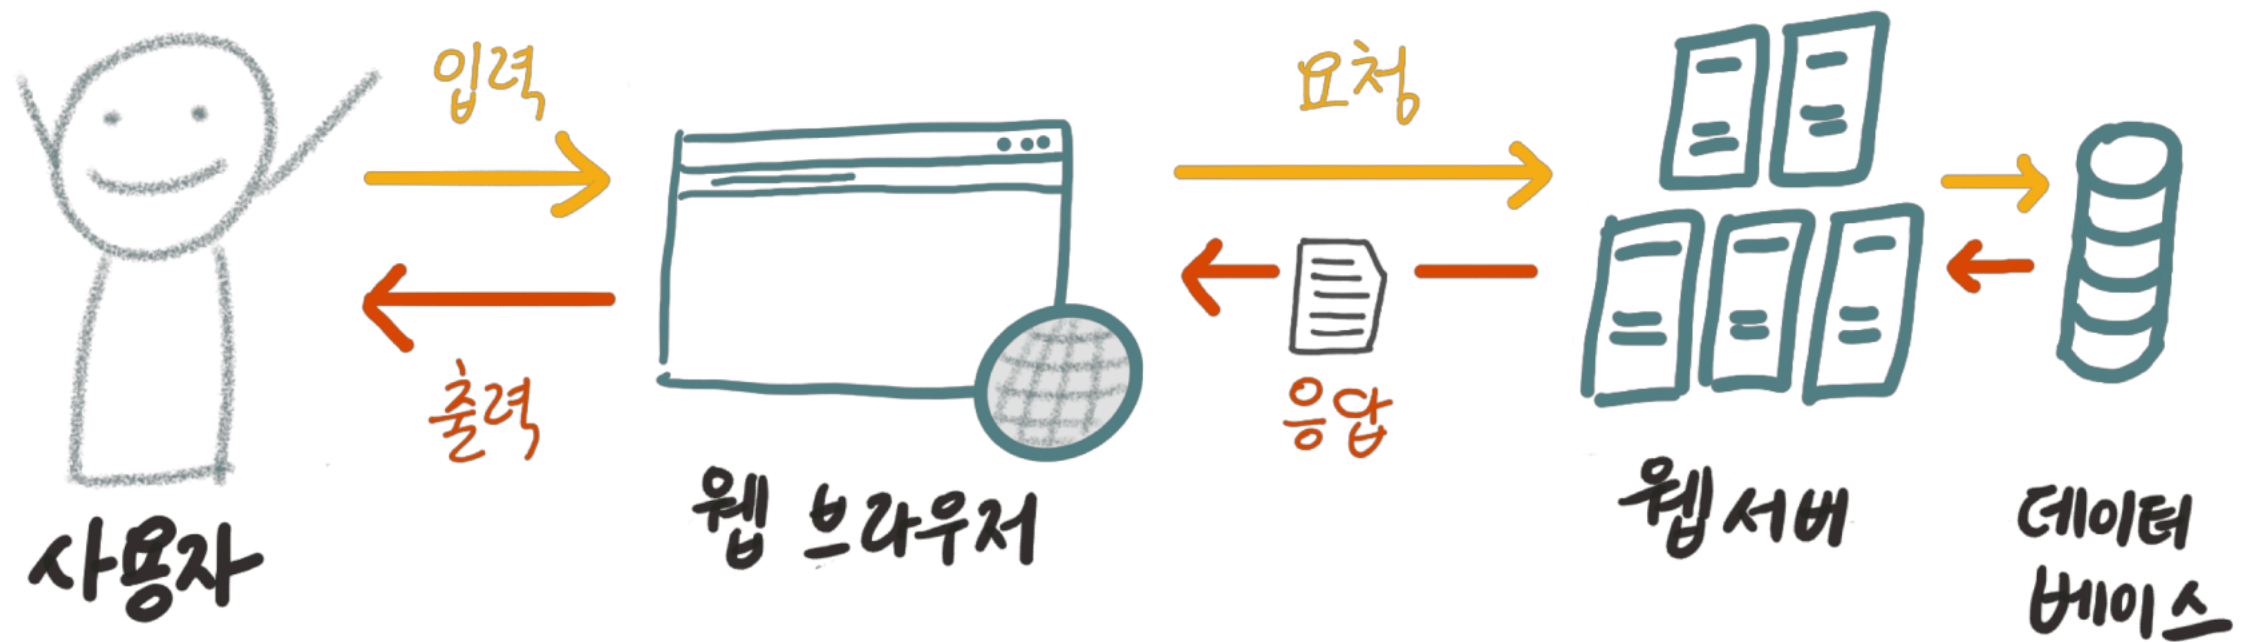 입력
요청
출력
응답
사용자
웹 브라우저
웹서버
데이터
베이스